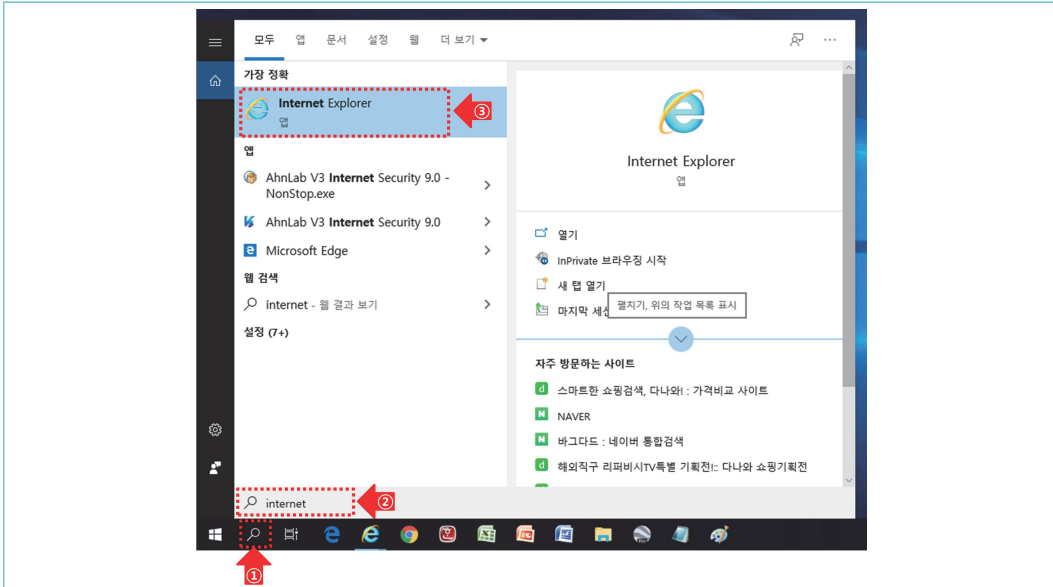 모두 앱 문서 설정 웹 더 보기
가장 정확
Internet Explorer
앱
③
앱
AhnLab V3 Internet Security 9.0 -
NonStop.exe
AhnLab V3 Internet Security 9.0
Microsoft Edge
웹 검색
internet - 웹 결과 보기
설정 (7+)
internet
②
①
Internet Explorer
앱
열기
InPrivate 브라우징 시작
새 탭 열기
마지막 세션
펼치기, 위의 작업 목록 표시
자주 방문하는 사이트
스마트한 쇼핑검색, 다나와! : 가격비교 사이트
NAVER
바그다드 : 네이버 통합검색
해외직구 리퍼비시TV특별 기획전!:: 다나와 쇼핑기획전